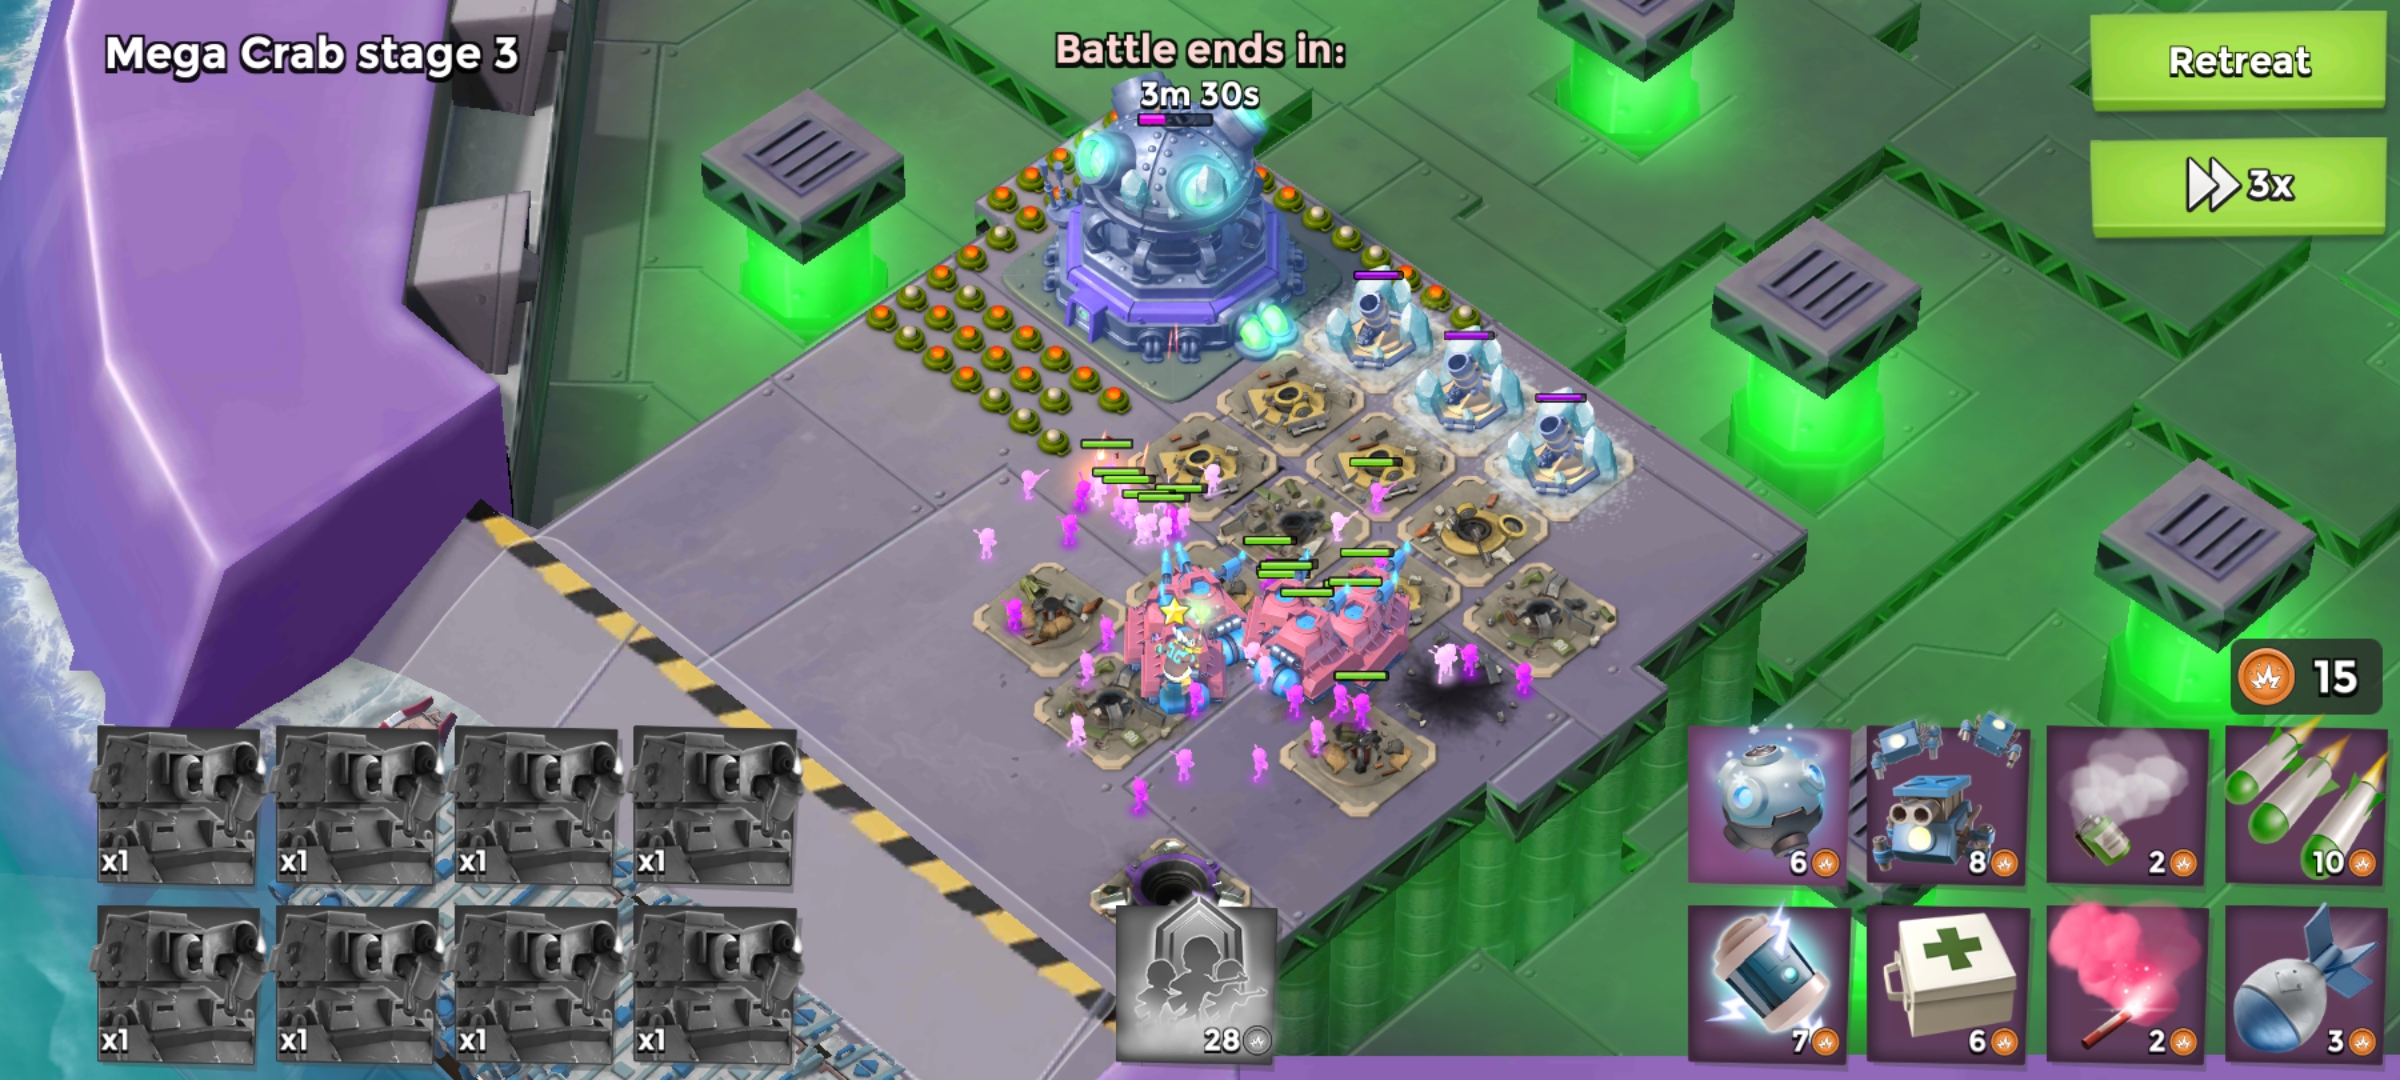 Mega Crab stage 3
Battle ends in:
3m 30s
Retreat
3x
15
6
8
2
10
x1
x1
x1
x1
7
6
2
3
x1
x1
x1
x1
28